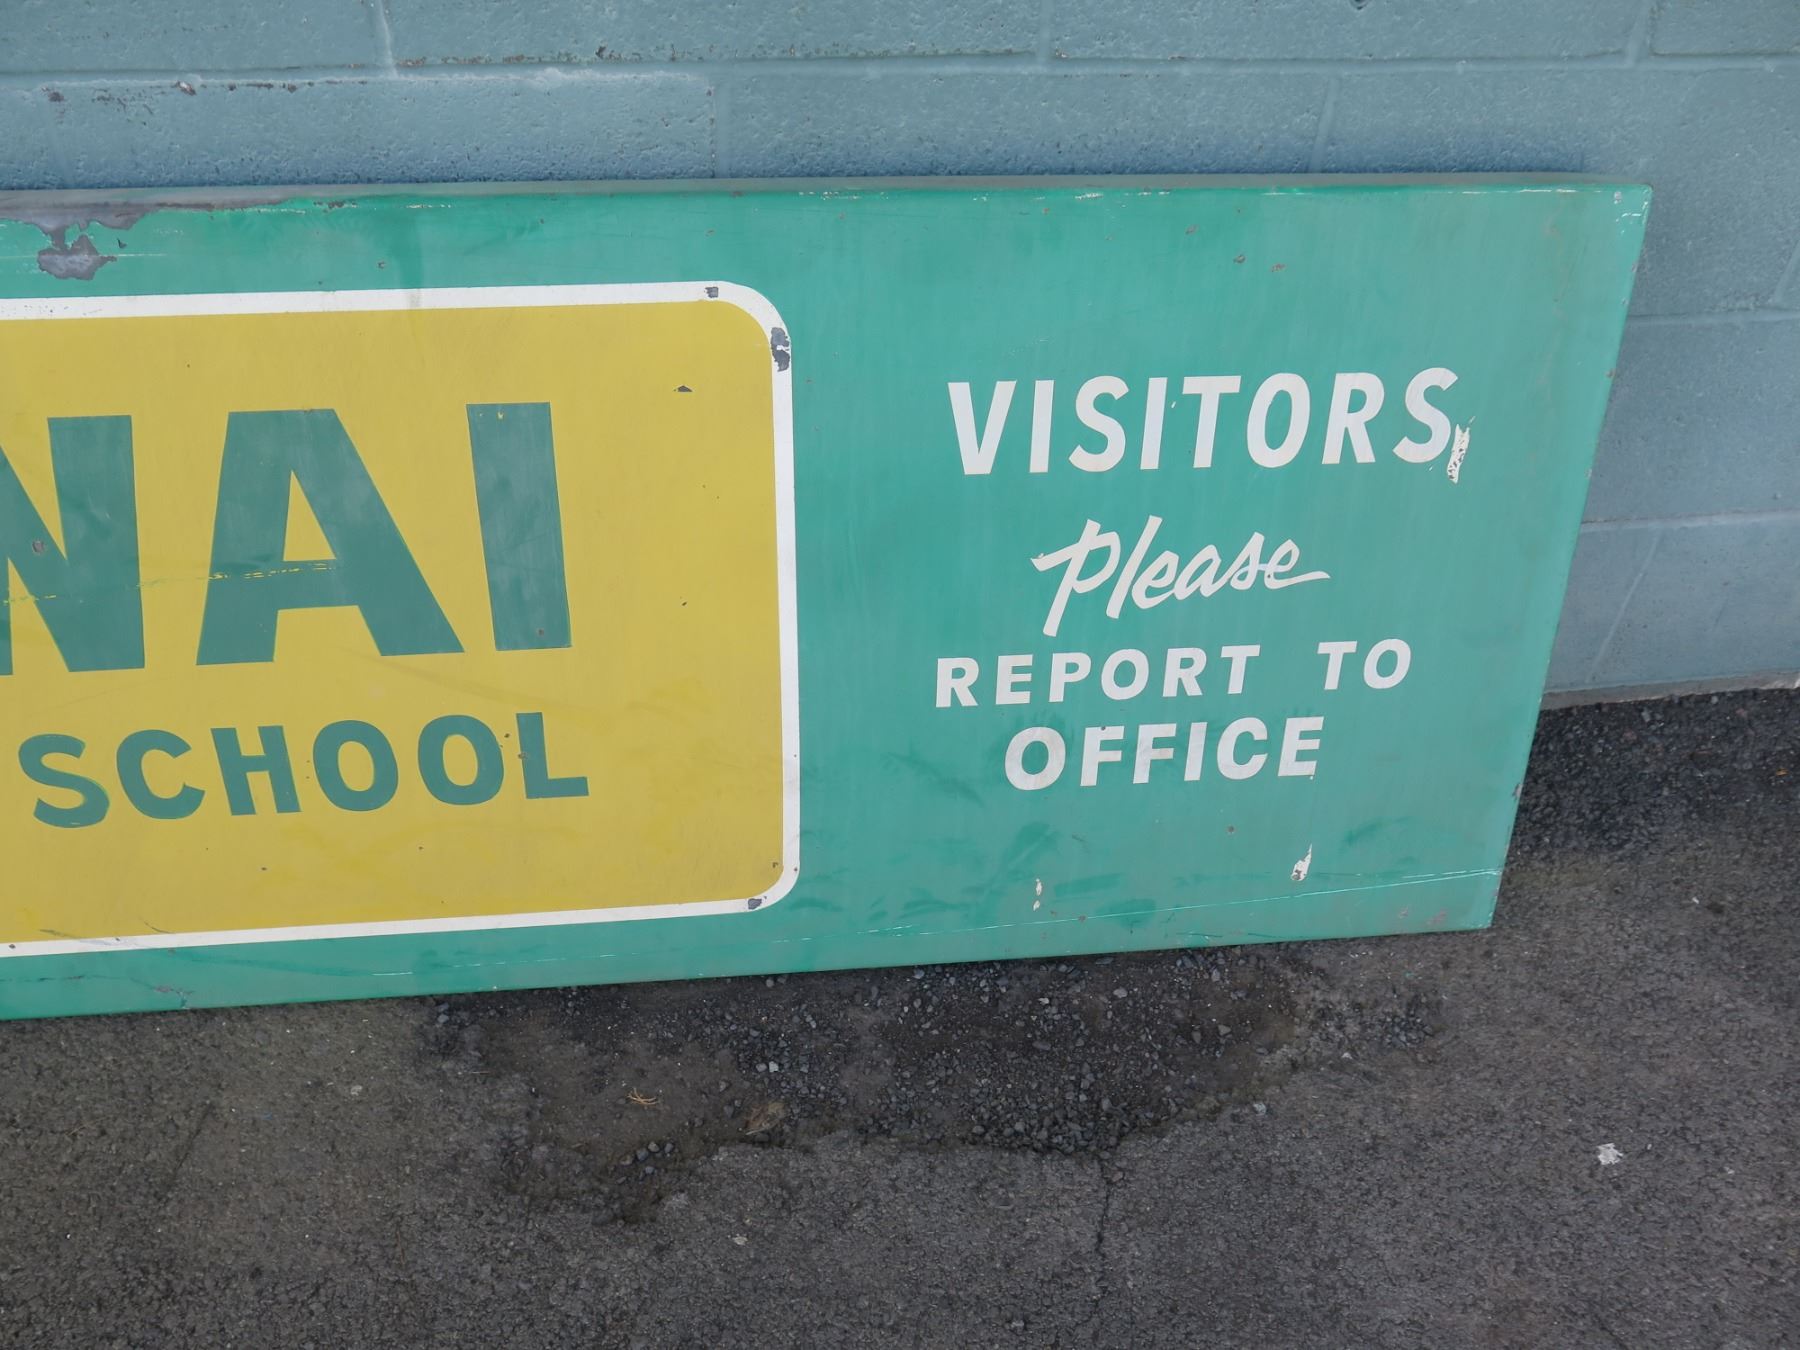 NAI
SCHOOL
VISITORS,
Please
REPORT TO
OFFICE